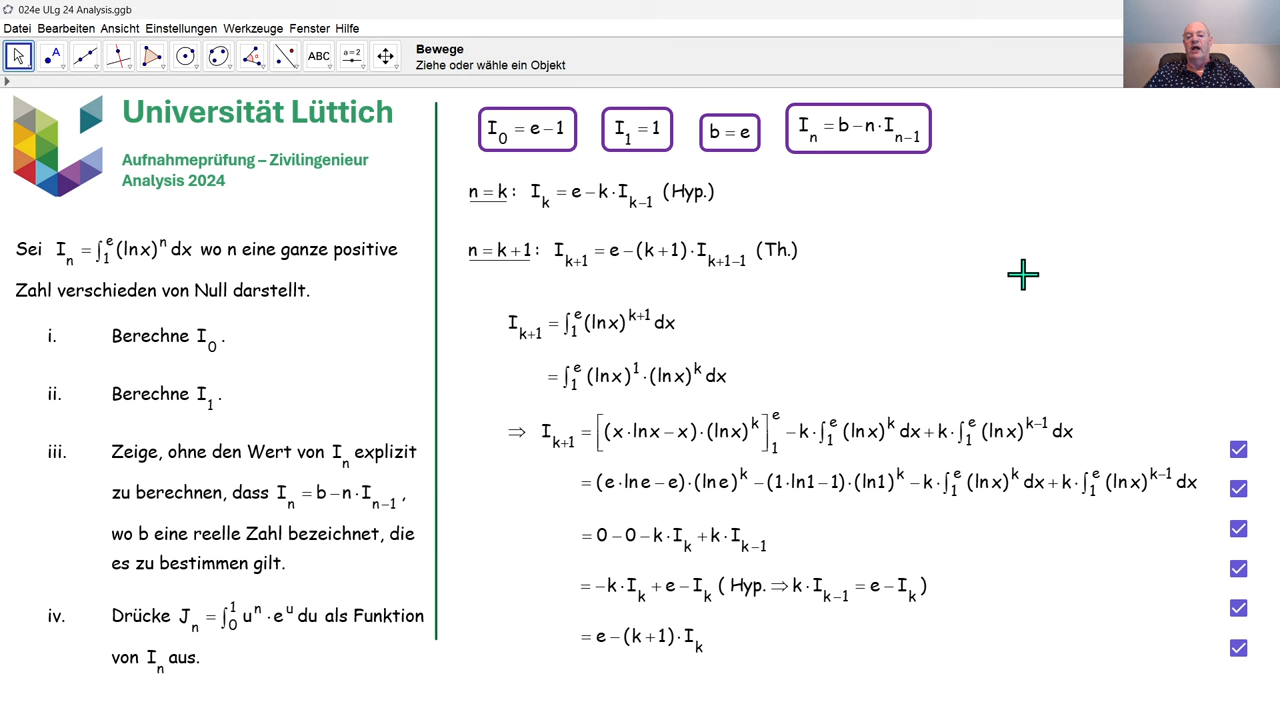 024e ULg 24 Analysis.ggb
Datei Bearbeiten Ansicht Einstellungen Werkzeuge Fenster Hilfe
A ABC a=2
Bewege
Ziehe oder wähle ein Objekt
Universität Lüttich
Aufnahmeprüfung – Zivilingenieur
Analysis 2024
Sei I_n = ∫_1^e (ln x)^n dx wo n eine ganze positive
Zahl verschieden von Null darstellt.
i. Berechne I_0 .
ii. Berechne I_1 .
iii. Zeige, ohne den Wert von I_n explizit
zu berechnen, dass I_n = b − n · I_{n−1} ,
wo b eine reelle Zahl bezeichnet, die
es zu bestimmen gilt.
iv. Drücke J_n = ∫_0^1 u^n · e^u du als Funktion
von I_n aus.
I_0 = e − 1 I_1 = 1 b = e I_n = b − n · I_{n−1}
n = k : I_k = e − k · I_{k−1} (Hyp.)
n = k + 1 : I_{k+1} = e − (k + 1) · I_{k+1−1} (Th.)
I_{k+1} = ∫_1^e (ln x)^{k+1} dx
= ∫_1^e (ln x)^1 · (ln x)^k dx
⇒ I_{k+1} = [(x · ln x − x) · (ln x)^k]_1^e − k · ∫_1^e (ln x)^k dx + k · ∫_1^e (ln x)^{k−1} dx
= (e · ln e − e) · (ln e)^k − (1 · ln 1 − 1) · (ln 1)^k − k · ∫_1^e (ln x)^k dx + k · ∫_1^e (ln x)^{k−1} dx
= 0 − 0 − k · I_k + k · I_{k−1}
= −k · I_k + e − I_k ( Hyp. ⇒ k · I_{k−1} = e − I_k )
= e − (k + 1) · I_k